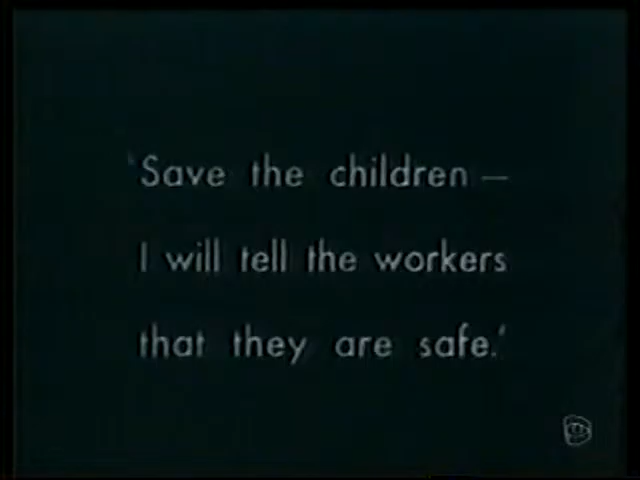 'Save the children —
I will tell the workers
that they are safe.'